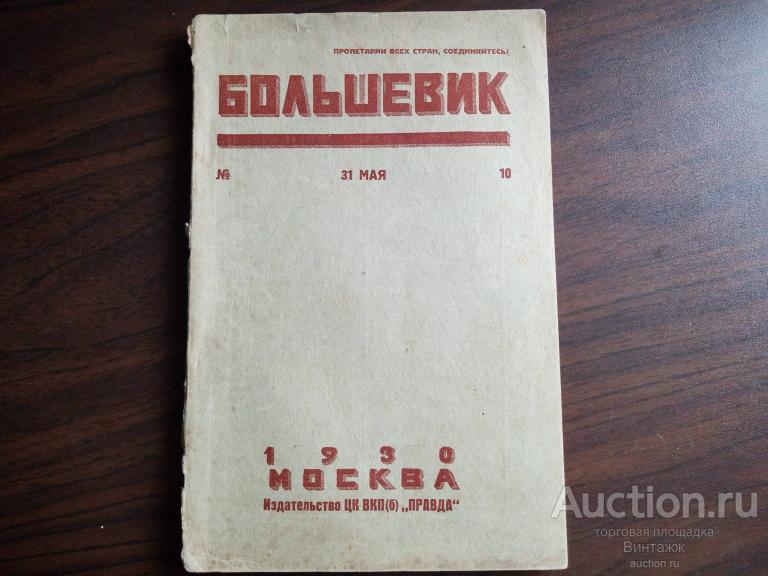 ПРОЛЕТАРИИ ВСЕХ СТРАН, СОЕДИНЯЙТЕСЬ!
БОЛЬШЕВИК
№ 31 МАЯ 10
1930
МОСКВА
Издательство ЦК ВКП(б) „ПРАВДА“
Auction.ru
торговая площадка
Винтажж
auction.ru